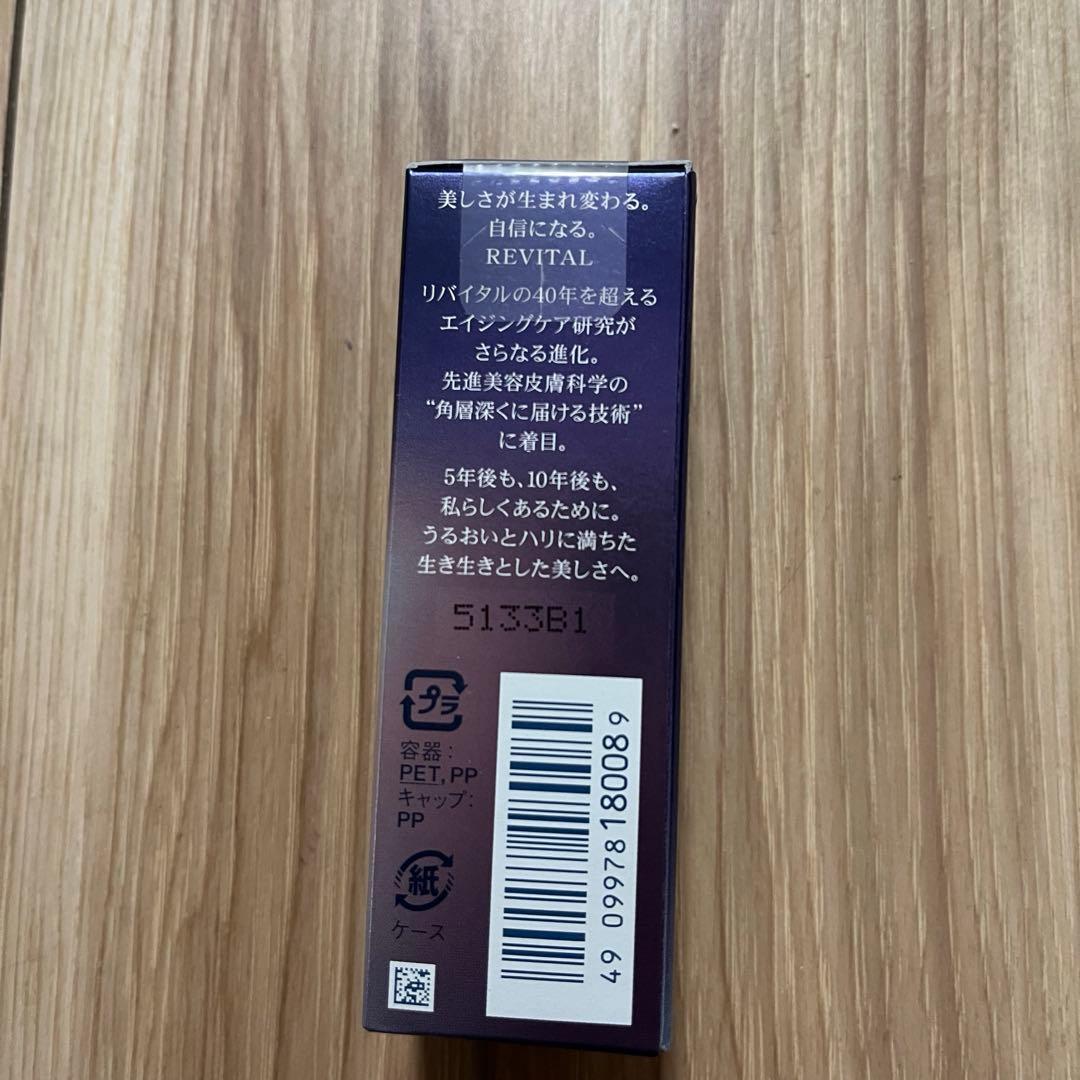 美しさが生まれ変わる。
自信になる。
REVITAL
リバイタルの40年を超える
エイジングケア研究が
さらなる進化。
先進美容皮膚科学の
“角層深くに届ける技術”
に着目。
5年後も、10年後も、
私らしくあるために。
うるおいとハリに満ちた
生き生きとした美しさへ。
5133B1
プラ
容器：
PET, PP
キャップ：
PP
紙
ケース
49 09978 180089